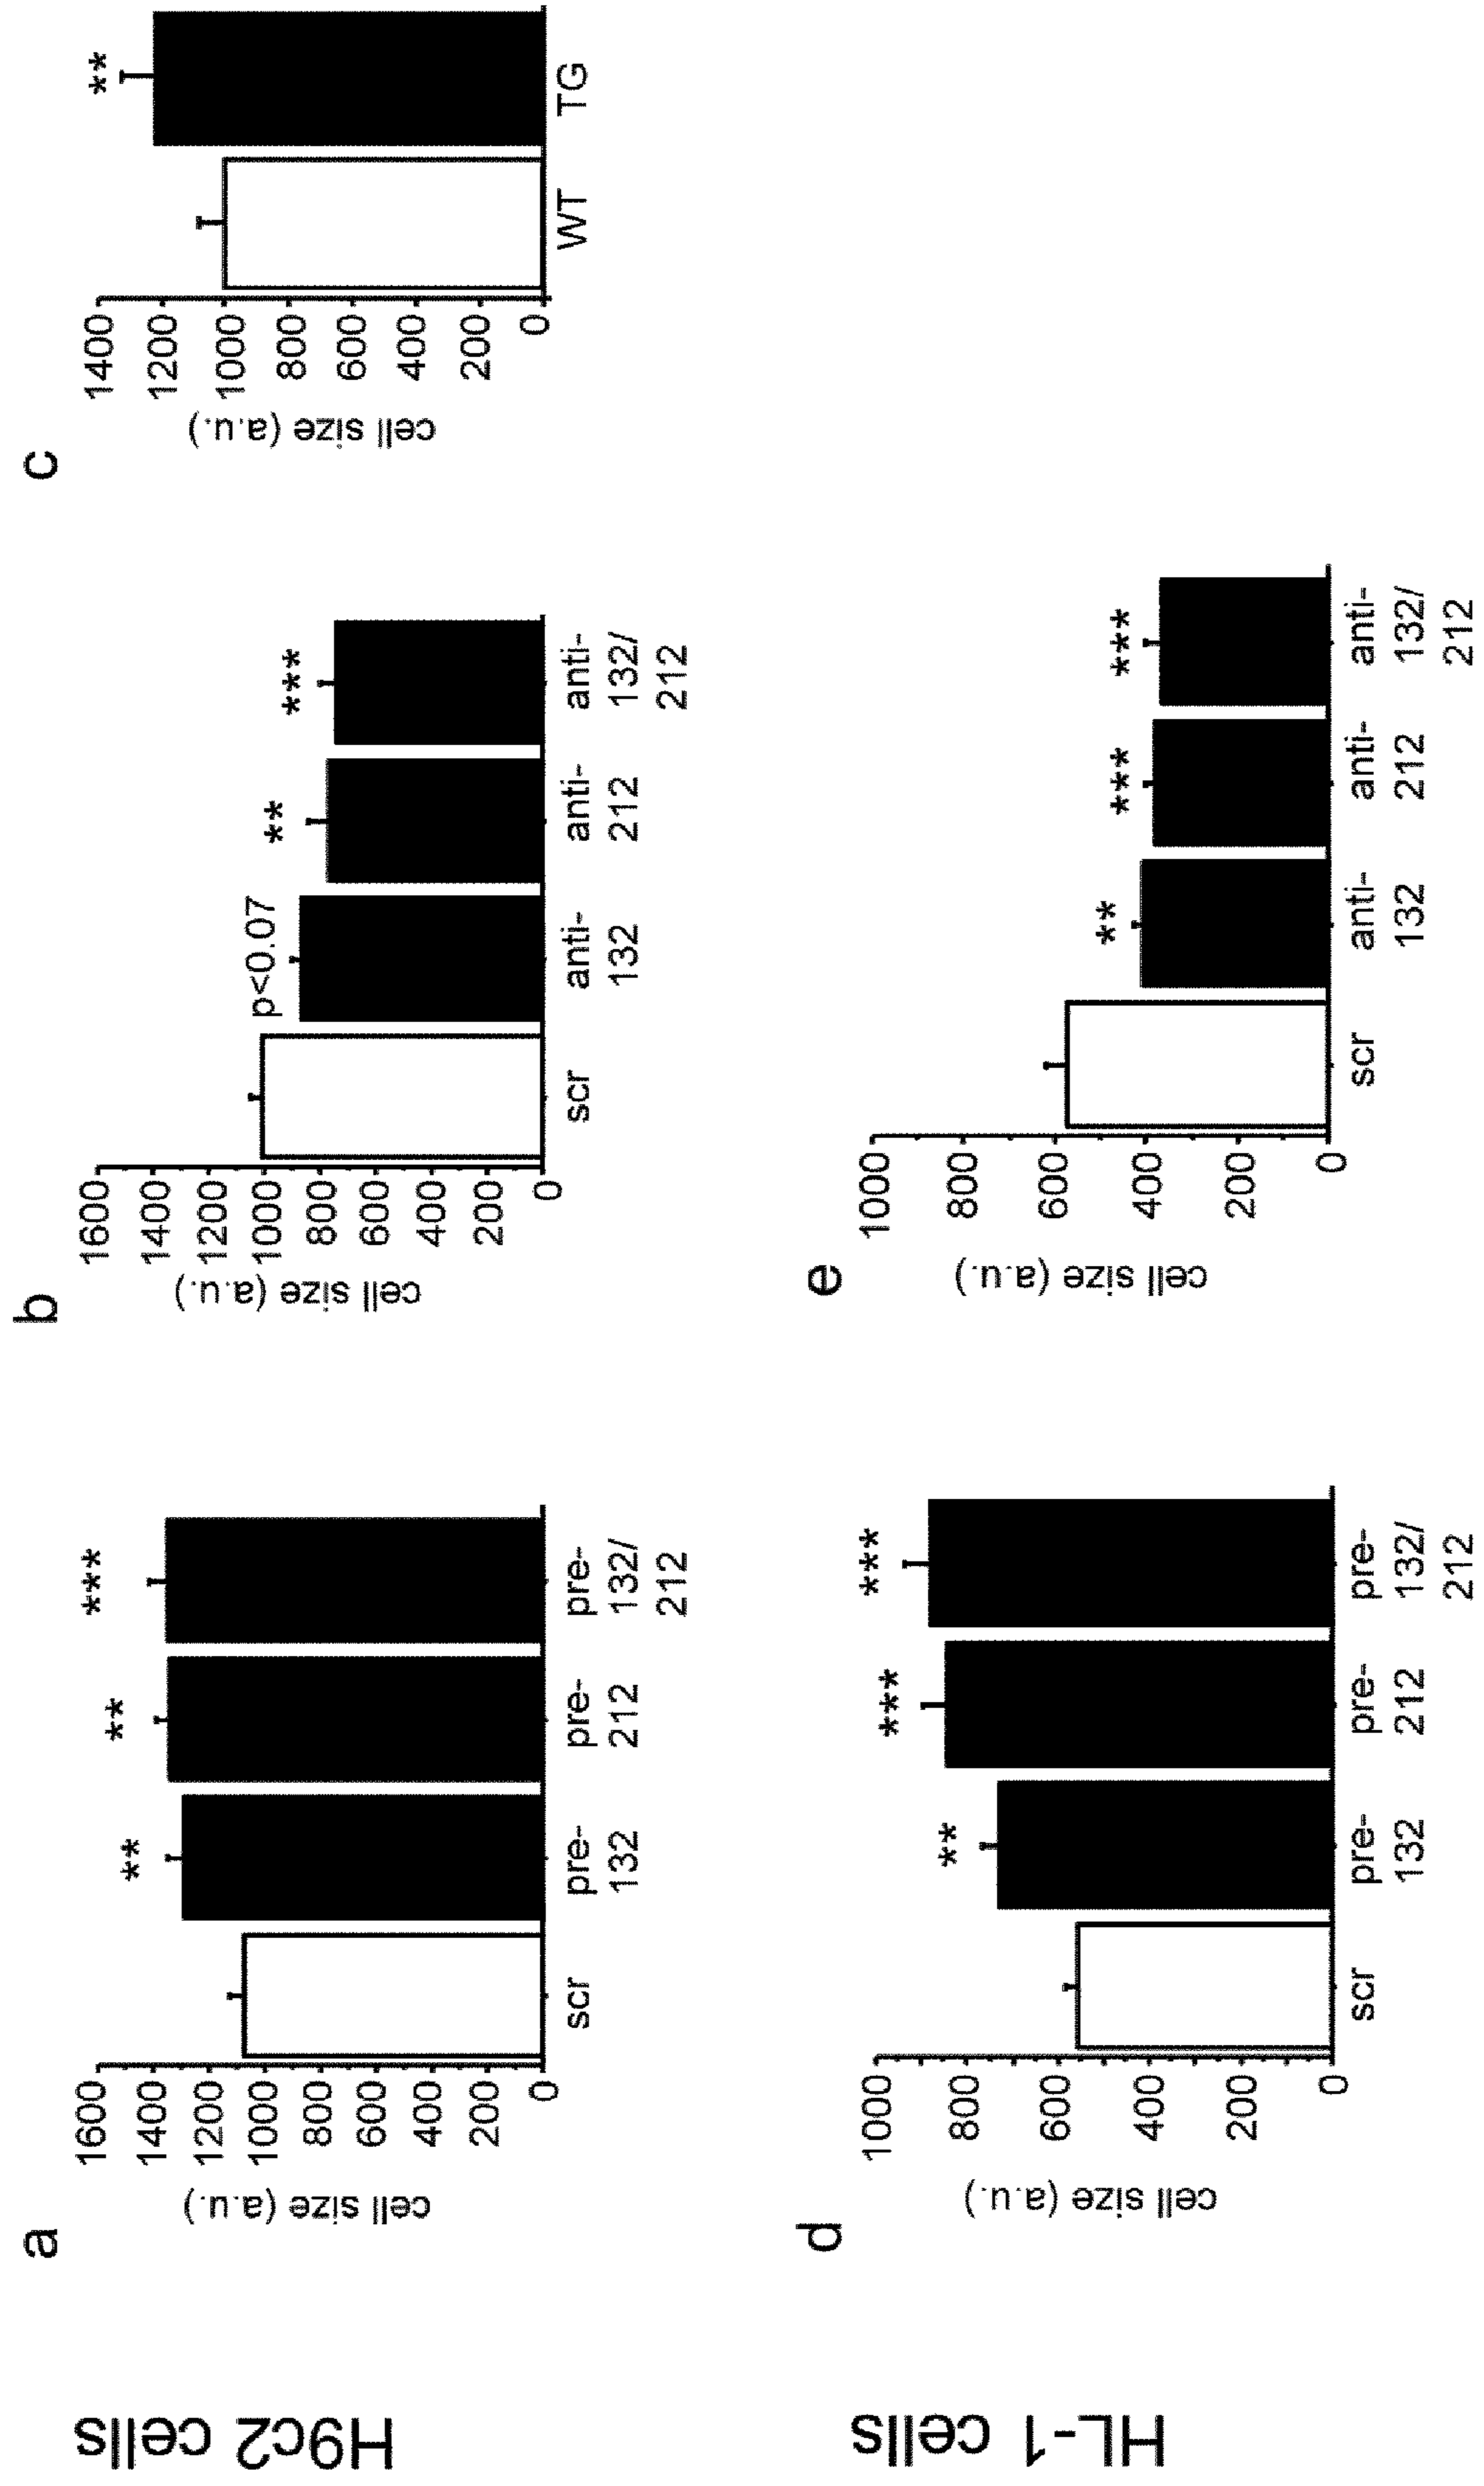 H9c2 cells
a
cell size (a.u.)
1600
1400
1200
1000
800
600
400
200
0
**
**
***
scr
pre-
132
pre-
212
pre-
132/
212
b
cell size (a.u.)
1600
1400
1200
1000
800
600
400
200
0
p<0.07
**
***
scr
anti-
132
anti-
212
anti-
132/
212
c
cell size (a.u.)
1400
1200
1000
800
600
400
200
0
**
WT
TG
HL-1 cells
d
cell size (a.u.)
1000
800
600
400
200
0
**
***
***
scr
pre-
132
pre-
212
pre-
132/
212
e
cell size (a.u.)
1000
800
600
400
200
0
**
***
***
scr
anti-
132
anti-
212
anti-
132/
212